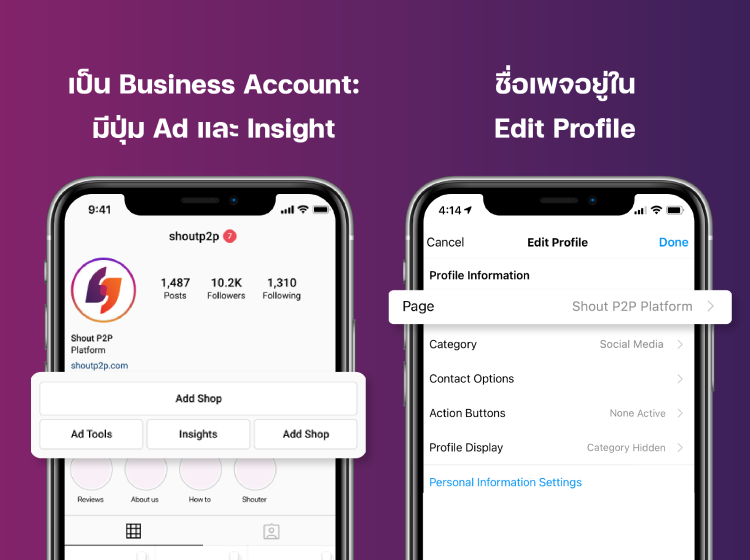 เป็น Business Account:
มีปุ่ม Ad และ Insight
9:41
shoutp2p 7
1,487 10.2K 1,310
Posts Followers Following
Shout P2P
Platform
shoutp2p.com
Add Shop
Ad Tools Insights Add Shop
Reviews About us How to Shouter
ชื่อเพจอยู่ใน
Edit Profile
4:14
Cancel Edit Profile Done
Profile Information
Page Shout P2P Platform
Category Social Media
Contact Options
Action Buttons None Active
Profile Display Category Hidden
Personal Information Settings